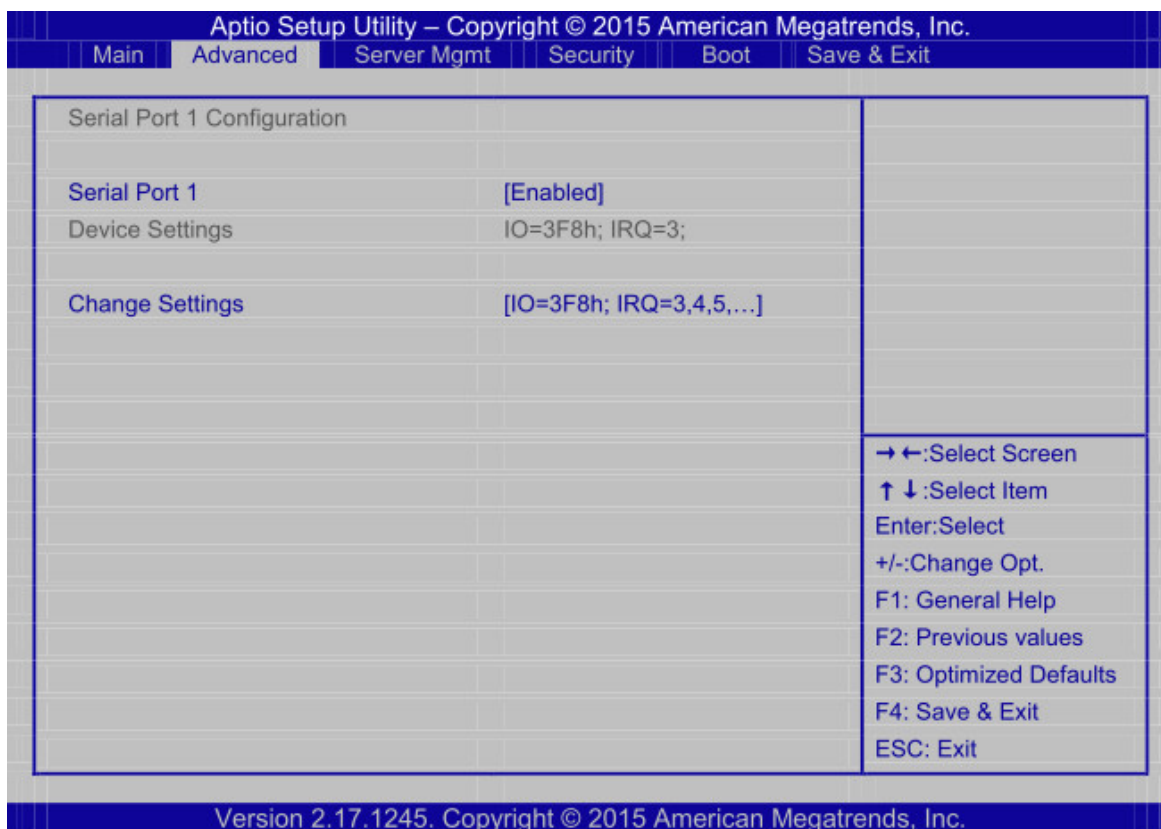 Aptio Setup Utility – Copyright © 2015 American Megatrends, Inc.
Main Advanced Server Mgmt Security Boot Save & Exit
Serial Port 1 Configuration
Serial Port 1 [Enabled]
Device Settings IO=3F8h; IRQ=3;
Change Settings [IO=3F8h; IRQ=3,4,5,…]
→ ←:Select Screen
↑ ↓:Select Item
Enter:Select
+/-:Change Opt.
F1: General Help
F2: Previous values
F3: Optimized Defaults
F4: Save & Exit
ESC: Exit
Version 2.17.1245. Copyright © 2015 American Megatrends, Inc.